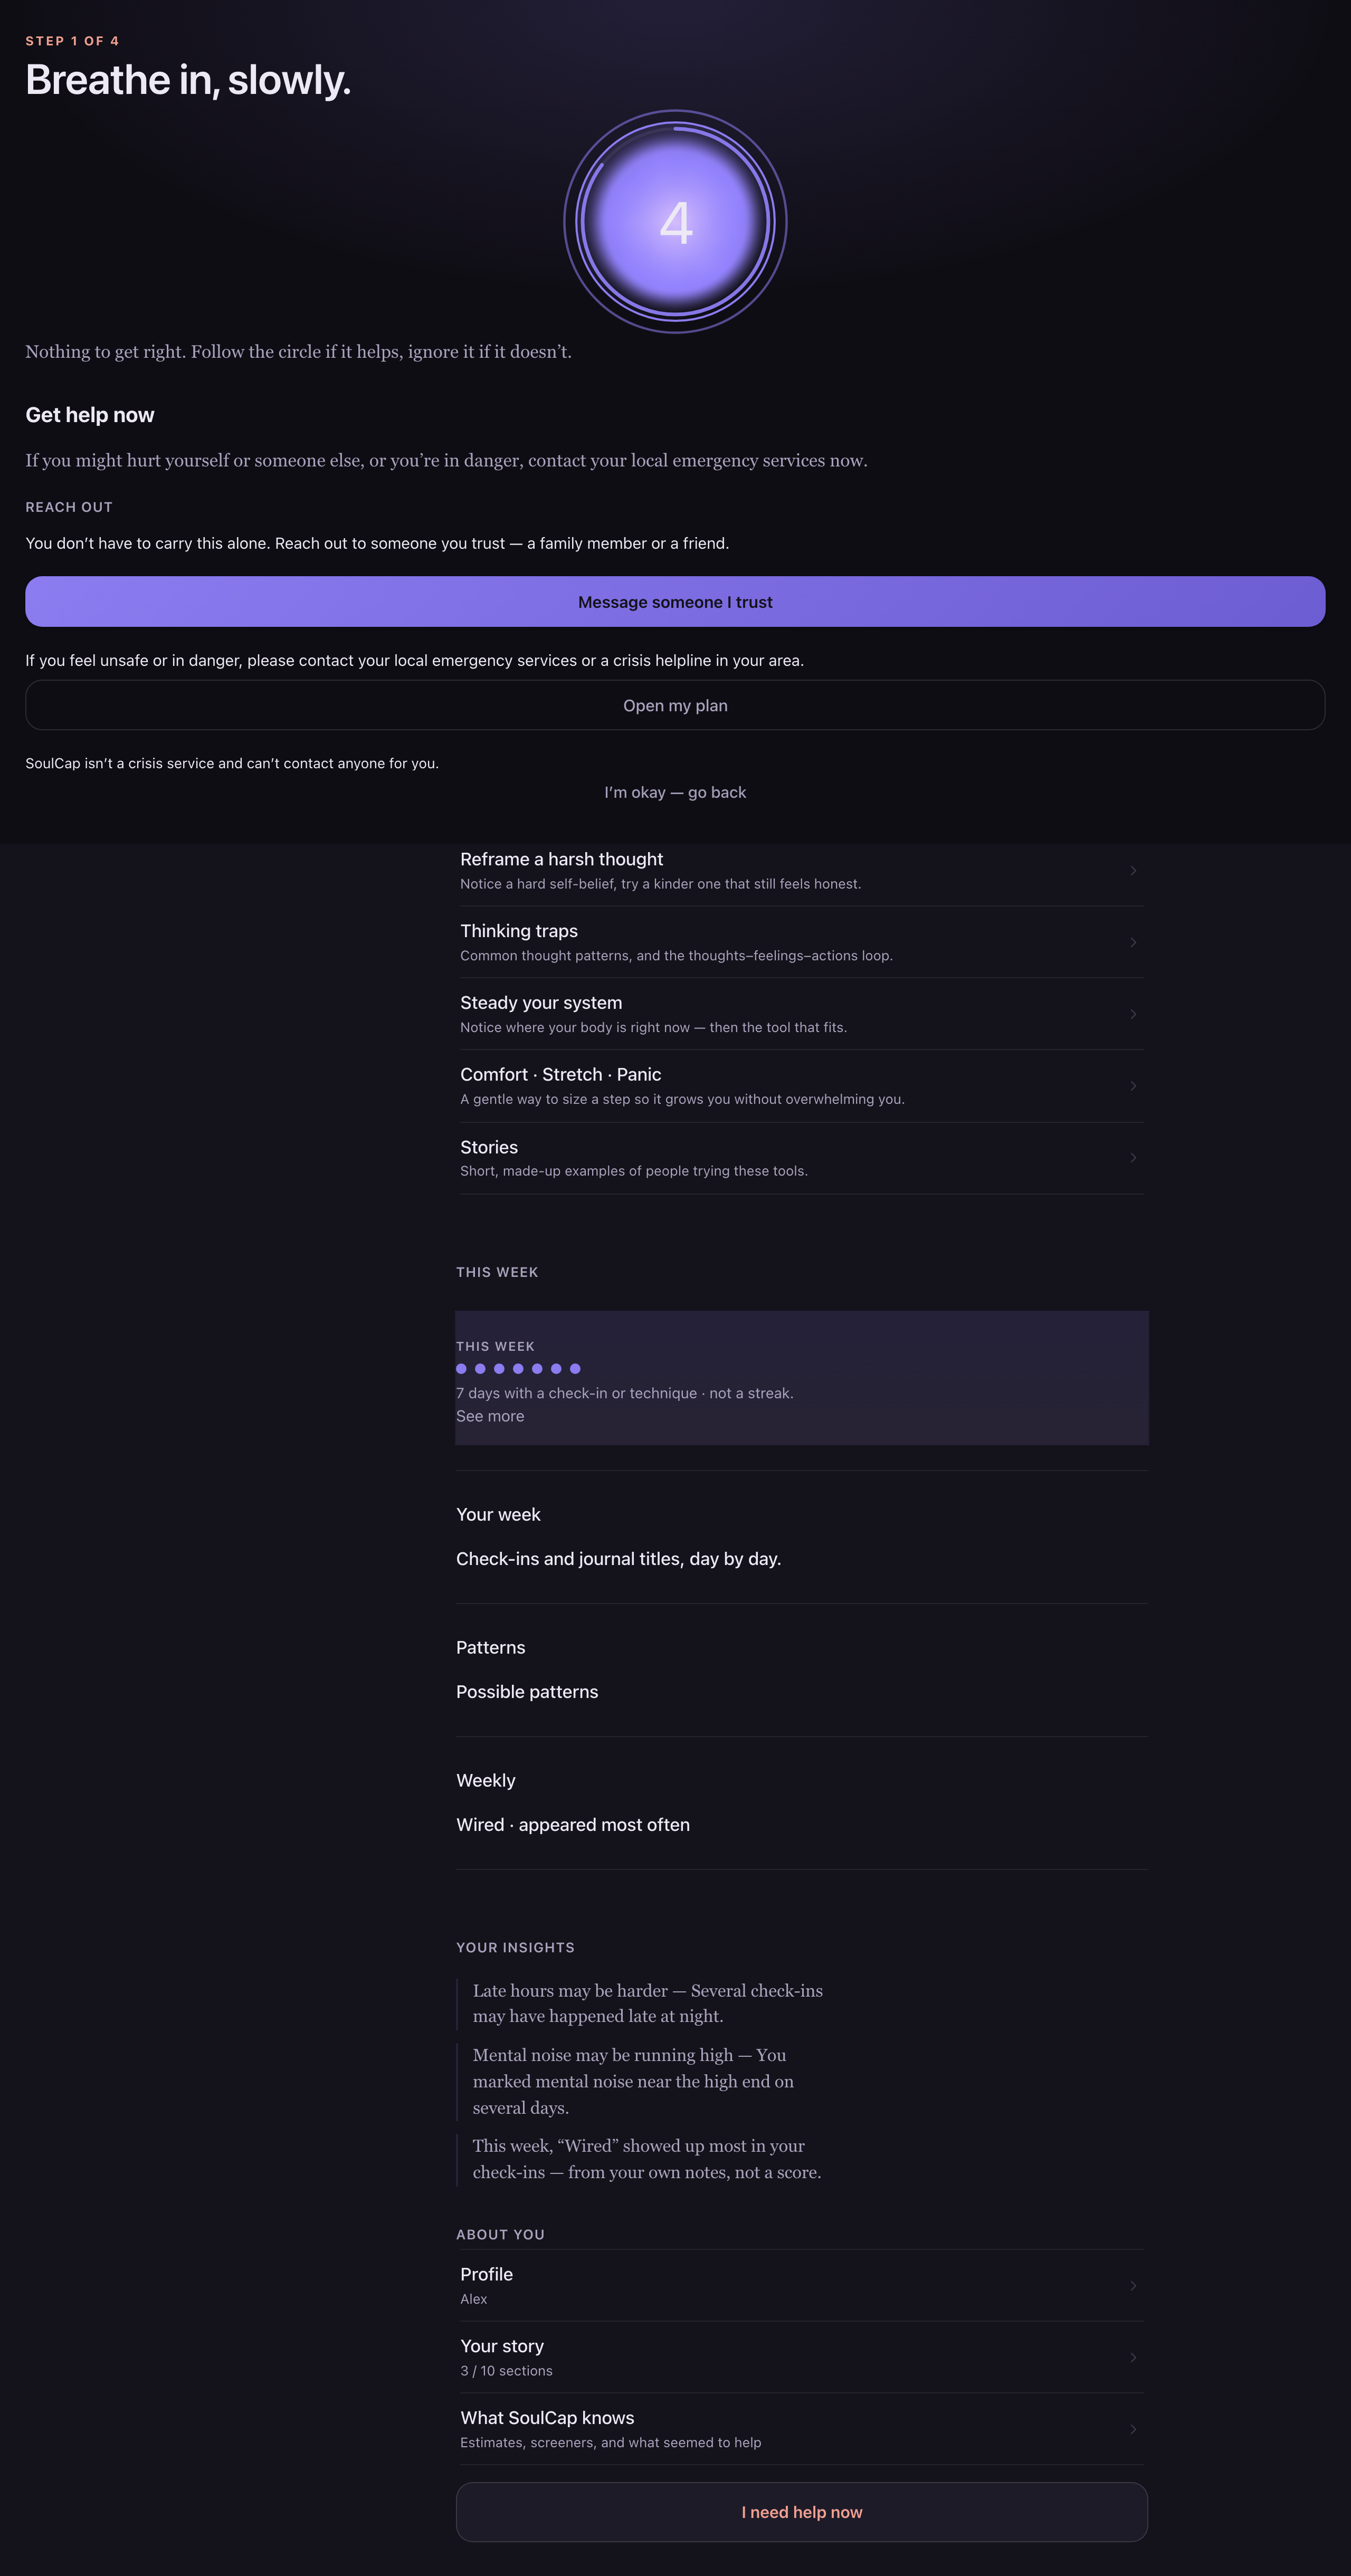 STEP 1 OF 4
Breathe in, slowly.
4
Nothing to get right. Follow the circle if it helps, ignore it if it doesn’t.
Get help now
If you might hurt yourself or someone else, or you’re in danger, contact your local emergency services now.
REACH OUT
You don’t have to carry this alone. Reach out to someone you trust — a family member or a friend.
Message someone I trust
If you feel unsafe or in danger, please contact your local emergency services or a crisis helpline in your area.
Open my plan
SoulCap isn’t a crisis service and can’t contact anyone for you.
I’m okay — go back
Reframe a harsh thought
Notice a hard self-belief, try a kinder one that still feels honest.
Thinking traps
Common thought patterns, and the thoughts–feelings–actions loop.
Steady your system
Notice where your body is right now — then the tool that fits.
Comfort · Stretch · Panic
A gentle way to size a step so it grows you without overwhelming you.
Stories
Short, made-up examples of people trying these tools.
THIS WEEK
THIS WEEK
7 days with a check-in or technique · not a streak.
See more
Your week
Check-ins and journal titles, day by day.
Patterns
Possible patterns
Weekly
Wired · appeared most often
YOUR INSIGHTS
Late hours may be harder — Several check-ins
may have happened late at night.
Mental noise may be running high — You
marked mental noise near the high end on
several days.
This week, “Wired” showed up most in your
check-ins — from your own notes, not a score.
ABOUT YOU
Profile
Alex
Your story
3 / 10 sections
What SoulCap knows
Estimates, screeners, and what seemed to help
I need help now